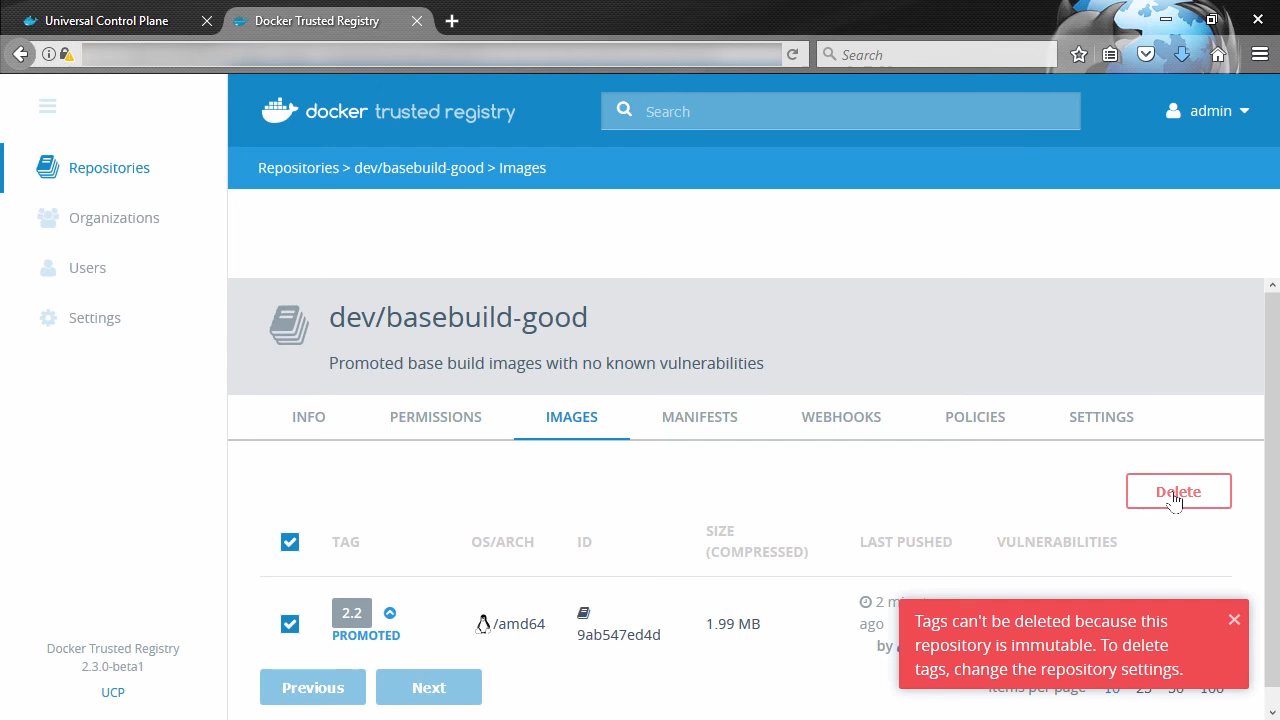 Universal Control Plane
Docker Trusted Registry
Search
docker trusted registry
Search
admin
Repositories
Organizations
Users
Settings
Repositories > dev/basebuild-good > Images
dev/basebuild-good
Promoted base build images with no known vulnerabilities
INFO PERMISSIONS IMAGES MANIFESTS WEBHOOKS POLICIES SETTINGS
Delete
TAG OS/ARCH ID SIZE (COMPRESSED) LAST PUSHED VULNERABILITIES
2.2
PROMOTED
/amd64
9ab547ed4d
1.99 MB
2
ago
by
Tags can't be deleted because this
repository is immutable. To delete
tags, change the repository settings.
Previous Next
Items per page 10 25 50 100
Docker Trusted Registry
2.3.0-beta1
UCP